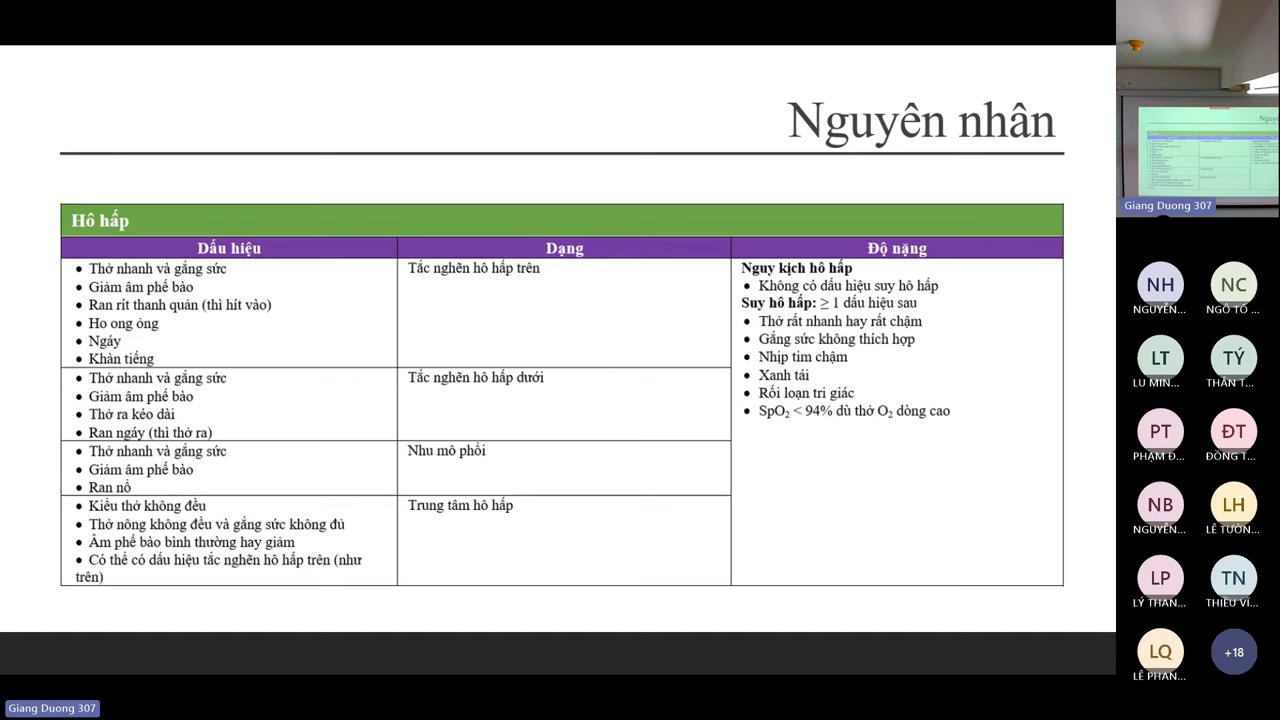 Nguyên nhân
Hô hấp
Dấu hiệu
Dạng
Độ nặng
• Thở nhanh và gắng sức
• Giảm âm phế bào
• Ran rít thanh quản (thì hít vào)
• Ho ong ỏng
• Ngáy
• Khàn tiếng
Tắc nghẽn hô hấp trên
• Thở nhanh và gắng sức
• Giảm âm phế bào
• Thở ra kéo dài
• Ran ngáy (thì thở ra)
Tắc nghẽn hô hấp dưới
• Thở nhanh và gắng sức
• Giảm âm phế bào
• Ran nổ
Nhu mô phổi
• Kiểu thở không đều
• Thở nông không đều và gắng sức không đủ
• Âm phế bào bình thường hay giảm
• Có thể có dấu hiệu tắc nghẽn hô hấp trên (như
trên)
Trung tâm hô hấp
Nguy kịch hô hấp
• Không có dấu hiệu suy hô hấp
Suy hô hấp: ≥ 1 dấu hiệu sau
• Thở rất nhanh hay rất chậm
• Gắng sức không thích hợp
• Nhịp tim chậm
• Xanh tái
• Rối loạn tri giác
• SpO₂ < 94% dù thở O₂ dòng cao
Giang Duong 307
NH
NGUYỄN...
NC
NGÔ TÔ ...
LT
LU MIN...
TÝ
THÂN T...
PT
PHẠM Đ...
ĐT
ĐỒNG T...
NB
NGUYỄN...
LH
LÊ TƯỜN...
LP
LÝ THAN...
TN
THIỀU VĨ...
LQ
LÊ PHAN...
+18
Giang Duong 307